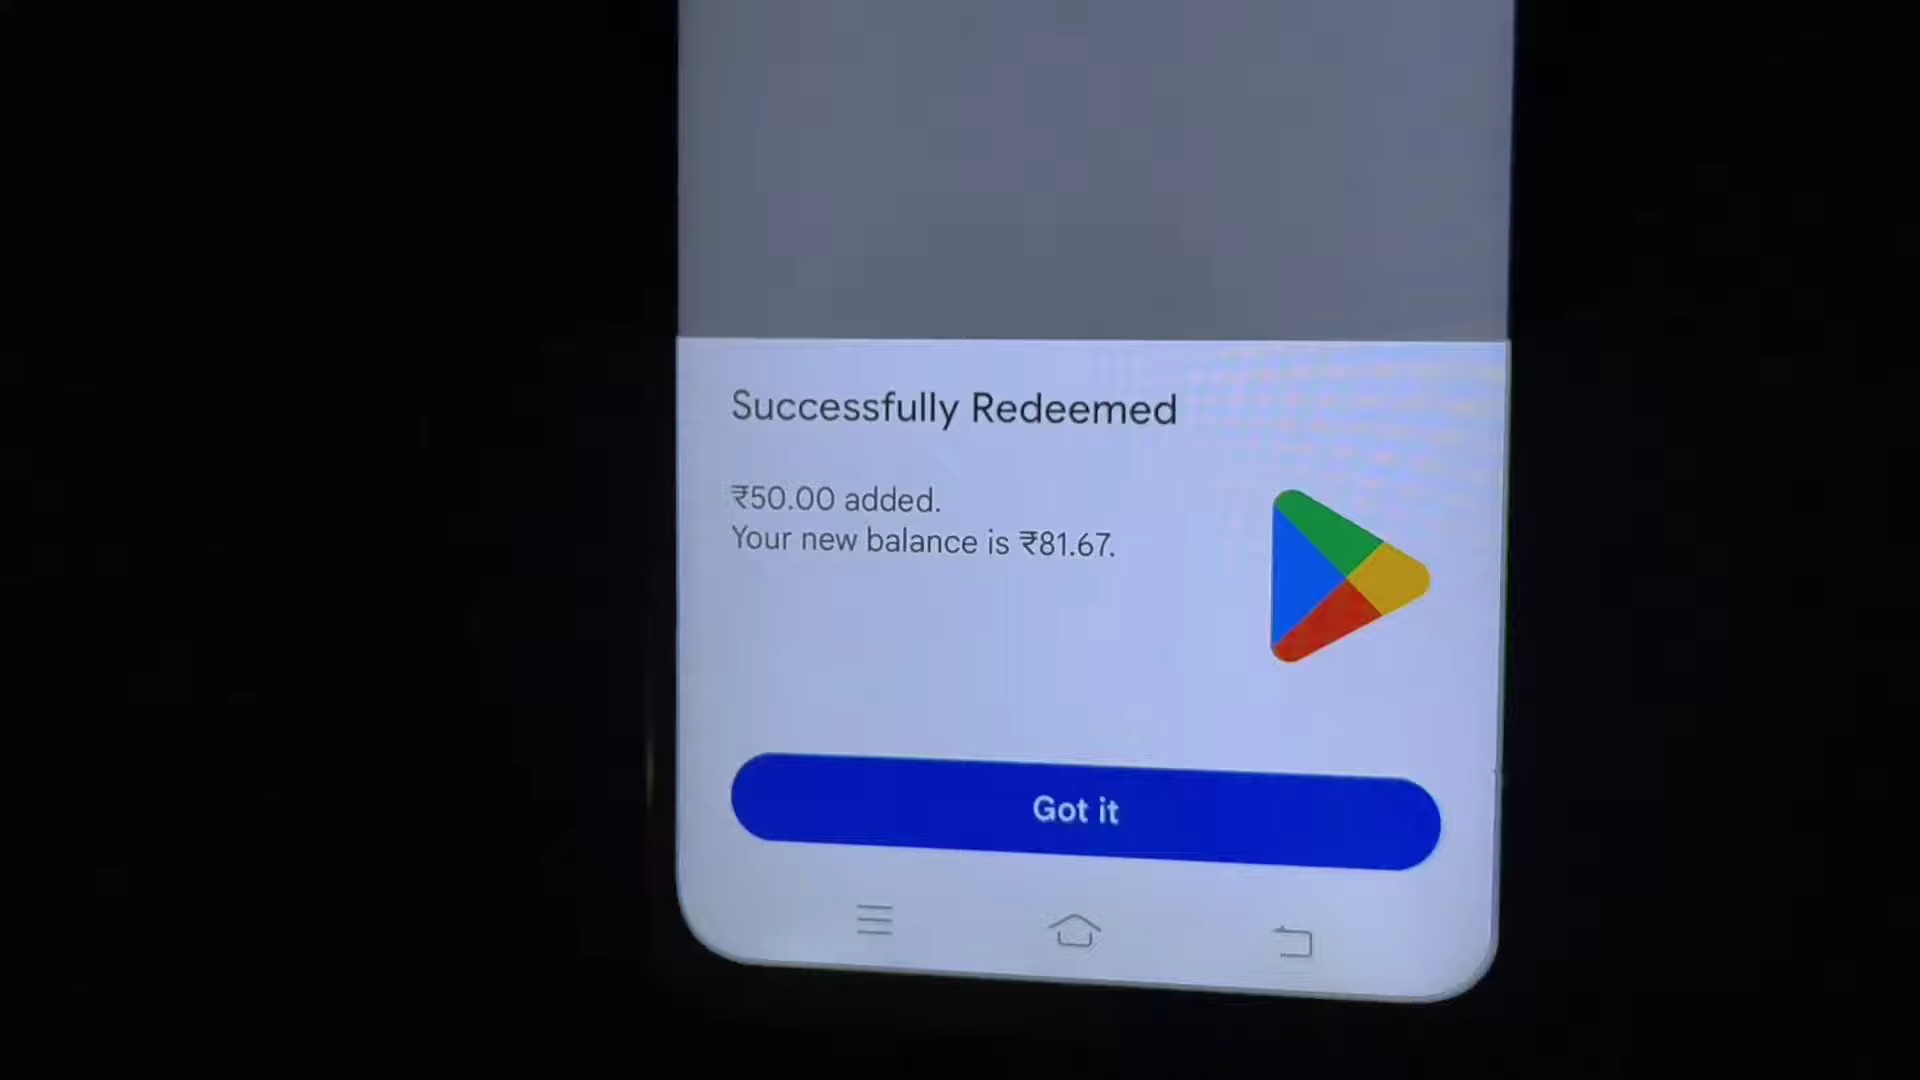 Successfully Redeemed
₹50.00 added.
Your new balance is ₹81.67.
Got it